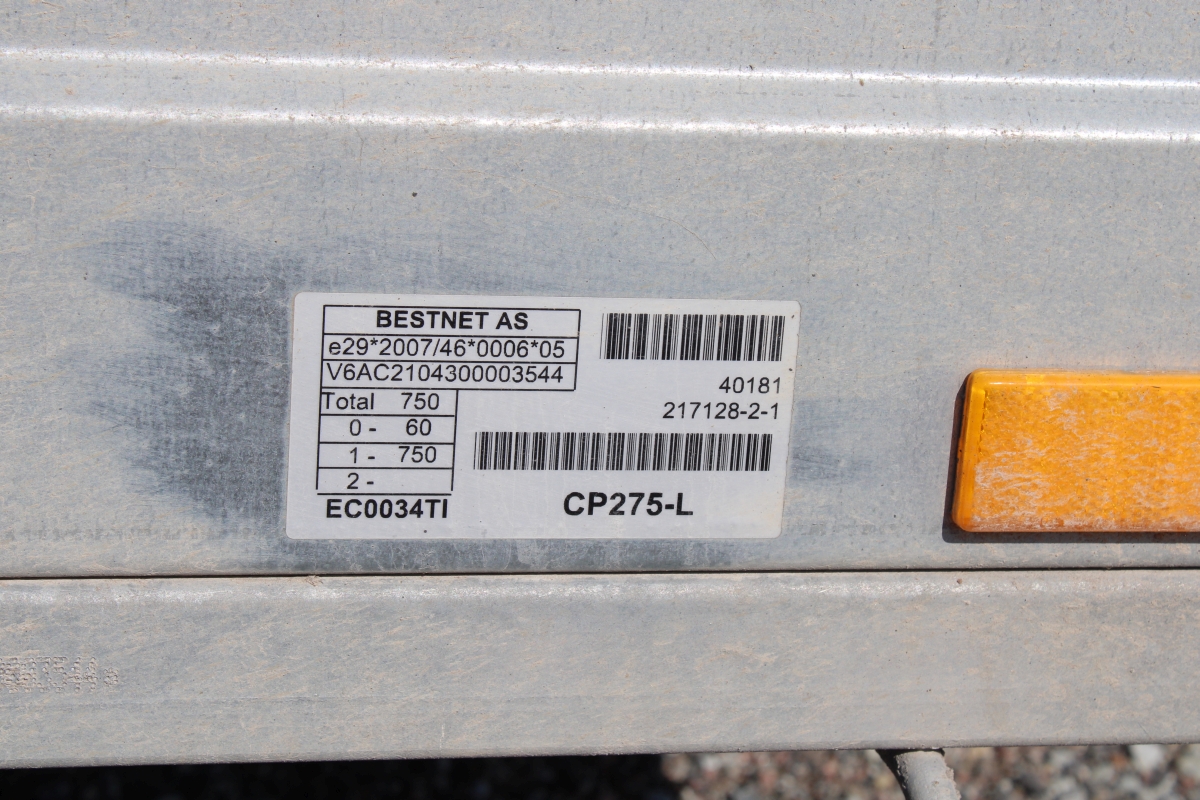 BESTNET AS
e29*2007/46*0006*05
V6AC2104300003544
Total 750
0 - 60
1 - 750
2 -
EC0034TI
40181
217128-2-1
CP275-L